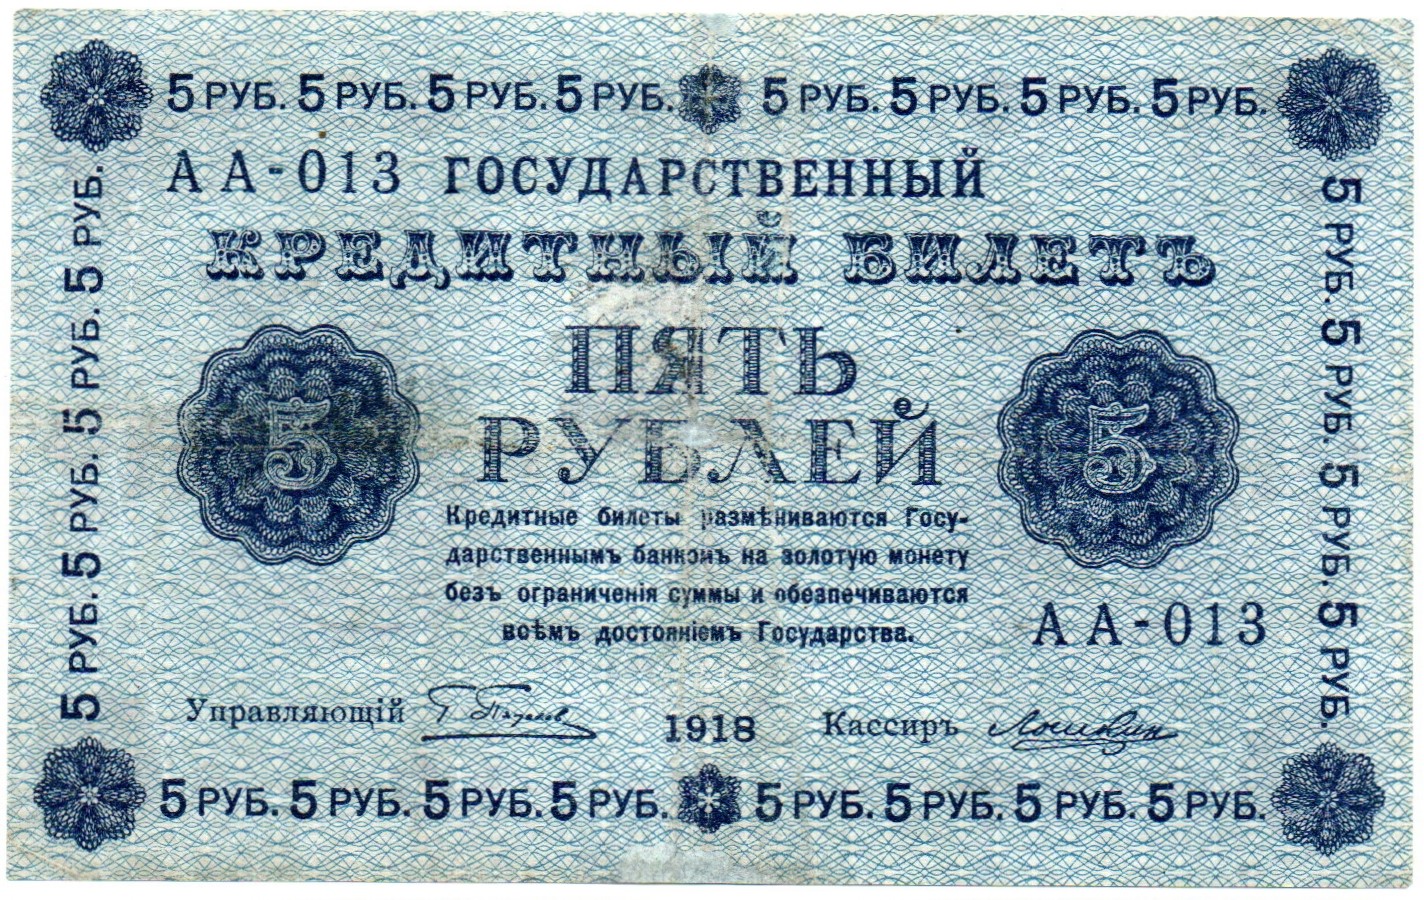 5 РУБ. 5 РУБ. 5 РУБ. 5 РУБ. 5 РУБ. 5 РУБ. 5 РУБ. 5 РУБ.
АА-013 ГОСУДАРСТВЕННЫЙ
КРЕДИТНЫЙ БИЛЕТЪ
ПЯТЬ
РУБЛЕЙ
5
5
Кредитные билеты размѣниваются Госу-
дарственнымъ банкомъ на золотую монету
безъ ограниченія суммы и обезпечиваются
всѣмъ достояніемъ Государства.
АА-013
Управляющій
1918
Кассиръ
5 РУБ. 5 РУБ. 5 РУБ. 5 РУБ.
5 РУБ. 5 РУБ. 5 РУБ. 5 РУБ.
5 РУБ. 5 РУБ. 5 РУБ. 5 РУБ. 5 РУБ. 5 РУБ. 5 РУБ. 5 РУБ.